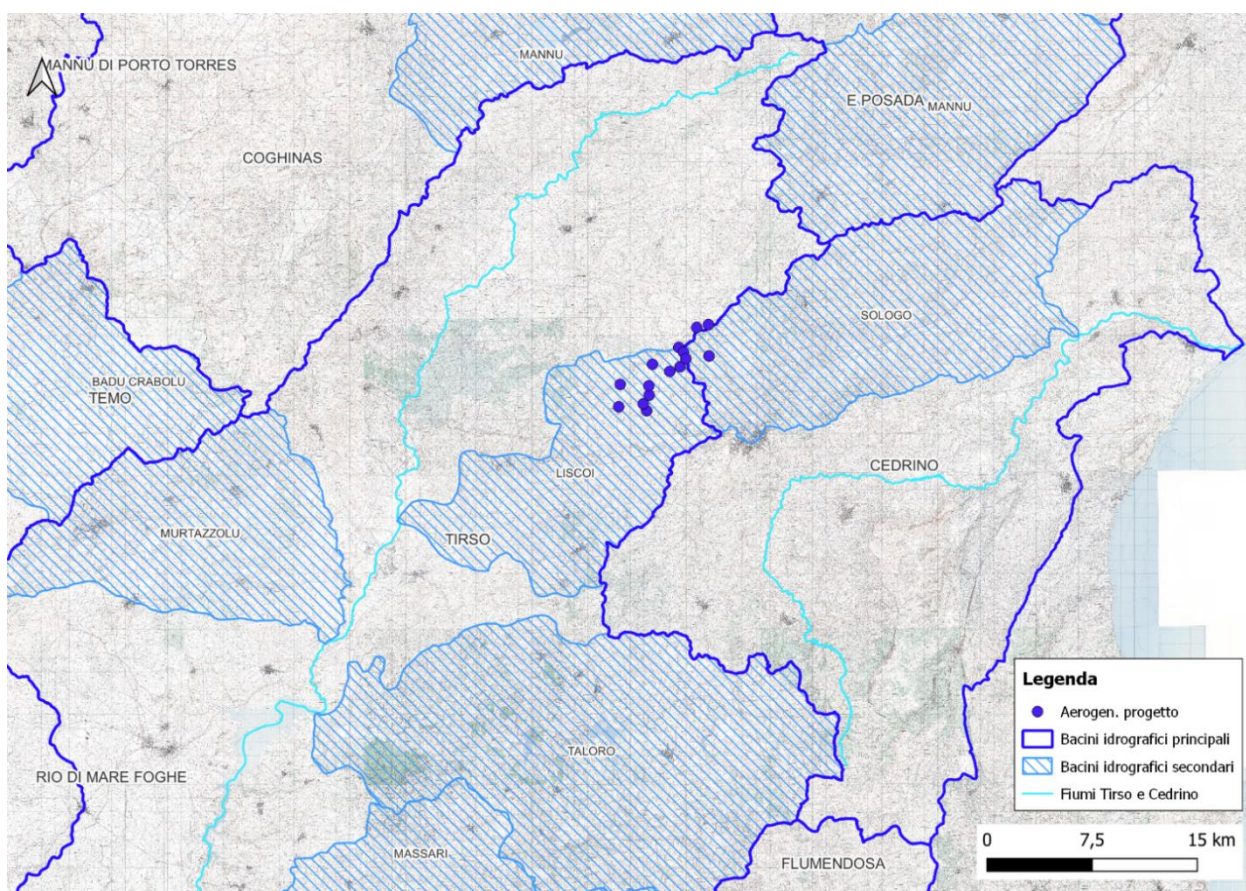 MANNU
MANNU DI PORTO TORRES
E POSADA
MANNU
COGHINAS
SOLOGO
BADU CRABOLU
TEMO
CEDRINO
LISCOI
MURTAZZOLU
TIRSO
Legenda
Aerogen. progetto
Bacini idrografici principali
TALORO
Bacini idrografici secondari
RIO DI MARE FOGHE
Fiumi Tirso e Cedrino
0 7,5 15 km
MASSARI
FLUMENDOSA